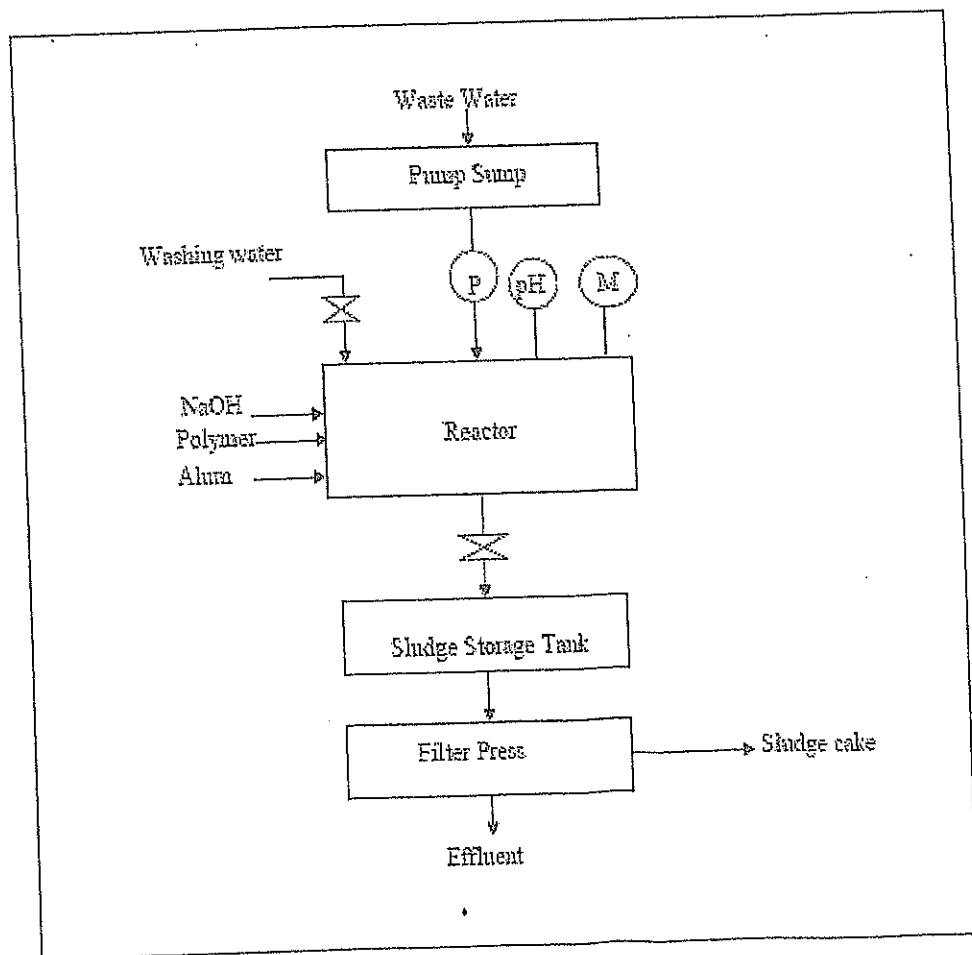 Waste Water
Pump Sump
Washing water
P
pH
M
NaOH
Polymer
Alum
Reactor
Sludge Storage Tank
Filter Press
Sludge cake
Effluent